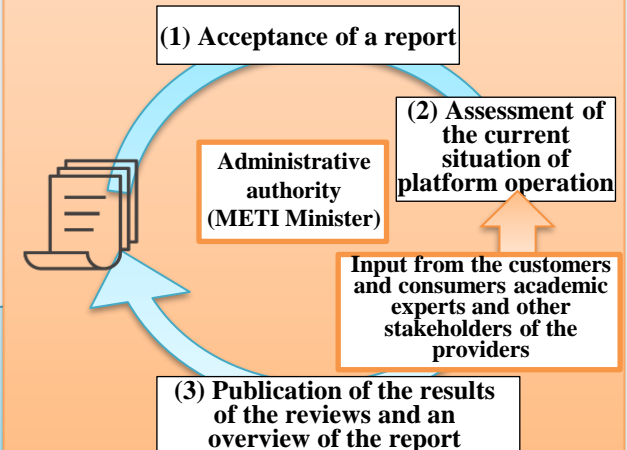 (1) Acceptance of a report
(2) Assessment of
the current
situation of
platform operation
Administrative
authority
(METI Minister)
Input from the customers
and consumers academic
experts and other
stakeholders of the
providers
(3) Publication of the results
of the reviews and an
overview of the report